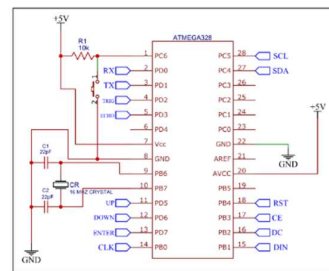 +5V
ATMEGA328
R1
10k
1 PC6 PC5 28 SCL
RX 2 PD0 PC4 27 SDA
TX 3 PD1 PC3 26
TRIG 4 PD2 PC2 25
ECHO 5 PD3 PC1 24
6 PD4 PC0 23
7 Vcc GND 22
8 GND AREF 21
9 PB6 AVCC 20
10 PB7 PB5 19
UP 11 PD5 PB4 18 RST
DOWN 12 PD6 PB3 17 CE
ENTER 13 PD7 PB2 16 DC
CLK 14 PB0 PB1 15 DIN
1
2
+5V
GND
C1
22pF
CR
16 MHZ CRYSTAL
C2
22pF
GND